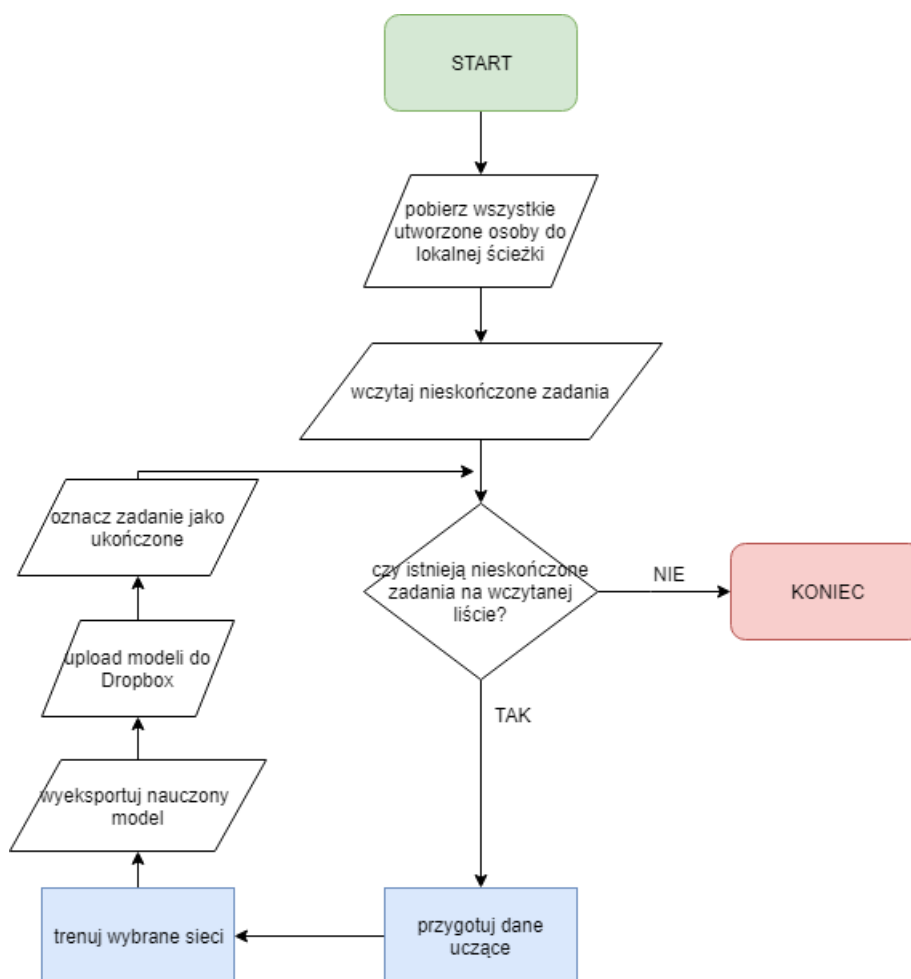 START
pobierz wszystkie
utworzone osoby do
lokalnej ścieżki
wczytaj nieskończone zadania
czy istnieją nieskończone
zadania na wczytanej
liście?
NIE
KONIEC
TAK
przygotuj dane
uczące
trenuj wybrane sieci
wyeksportuj nauczony
model
upload modeli do
Dropbox
oznacz zadanie jako
ukończone